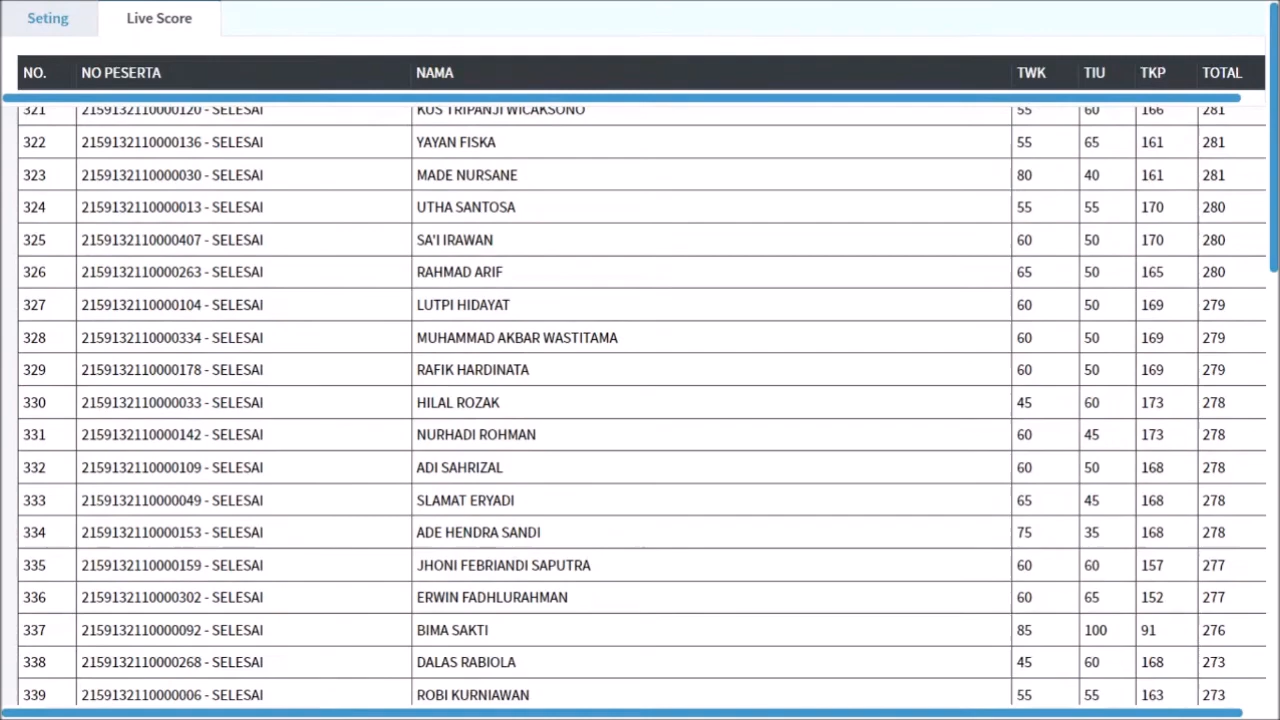 Seting Live Score
NO. NO PESERTA NAMA TWK TIU TKP TOTAL
321 2159132110000120 - SELESAI KUS TRIPANJI WICAKSONO 55 60 166 281
322 2159132110000136 - SELESAI YAYAN FISKA 55 65 161 281
323 2159132110000030 - SELESAI MADE NURSANE 80 40 161 281
324 2159132110000013 - SELESAI UTHA SANTOSA 55 55 170 280
325 2159132110000407 - SELESAI SA'I IRAWAN 60 50 170 280
326 2159132110000263 - SELESAI RAHMAD ARIF 65 50 165 280
327 2159132110000104 - SELESAI LUTPI HIDAYAT 60 50 169 279
328 2159132110000334 - SELESAI MUHAMMAD AKBAR WASTITAMA 60 50 169 279
329 2159132110000178 - SELESAI RAFIK HARDINATA 60 50 169 279
330 2159132110000033 - SELESAI HILAL ROZAK 45 60 173 278
331 2159132110000142 - SELESAI NURHADI ROHMAN 60 45 173 278
332 2159132110000109 - SELESAI ADI SAHRIZAL 60 50 168 278
333 2159132110000049 - SELESAI SLAMAT ERYADI 65 45 168 278
334 2159132110000153 - SELESAI ADE HENDRA SANDI 75 35 168 278
335 2159132110000159 - SELESAI JHONI FEBRIANDI SAPUTRA 60 60 157 277
336 2159132110000302 - SELESAI ERWIN FADHLURAHMAN 60 65 152 277
337 2159132110000092 - SELESAI BIMA SAKTI 85 100 91 276
338 2159132110000268 - SELESAI DALAS RABIOLA 45 60 168 273
339 2159132110000006 - SELESAI ROBI KURNIAWAN 55 55 163 273